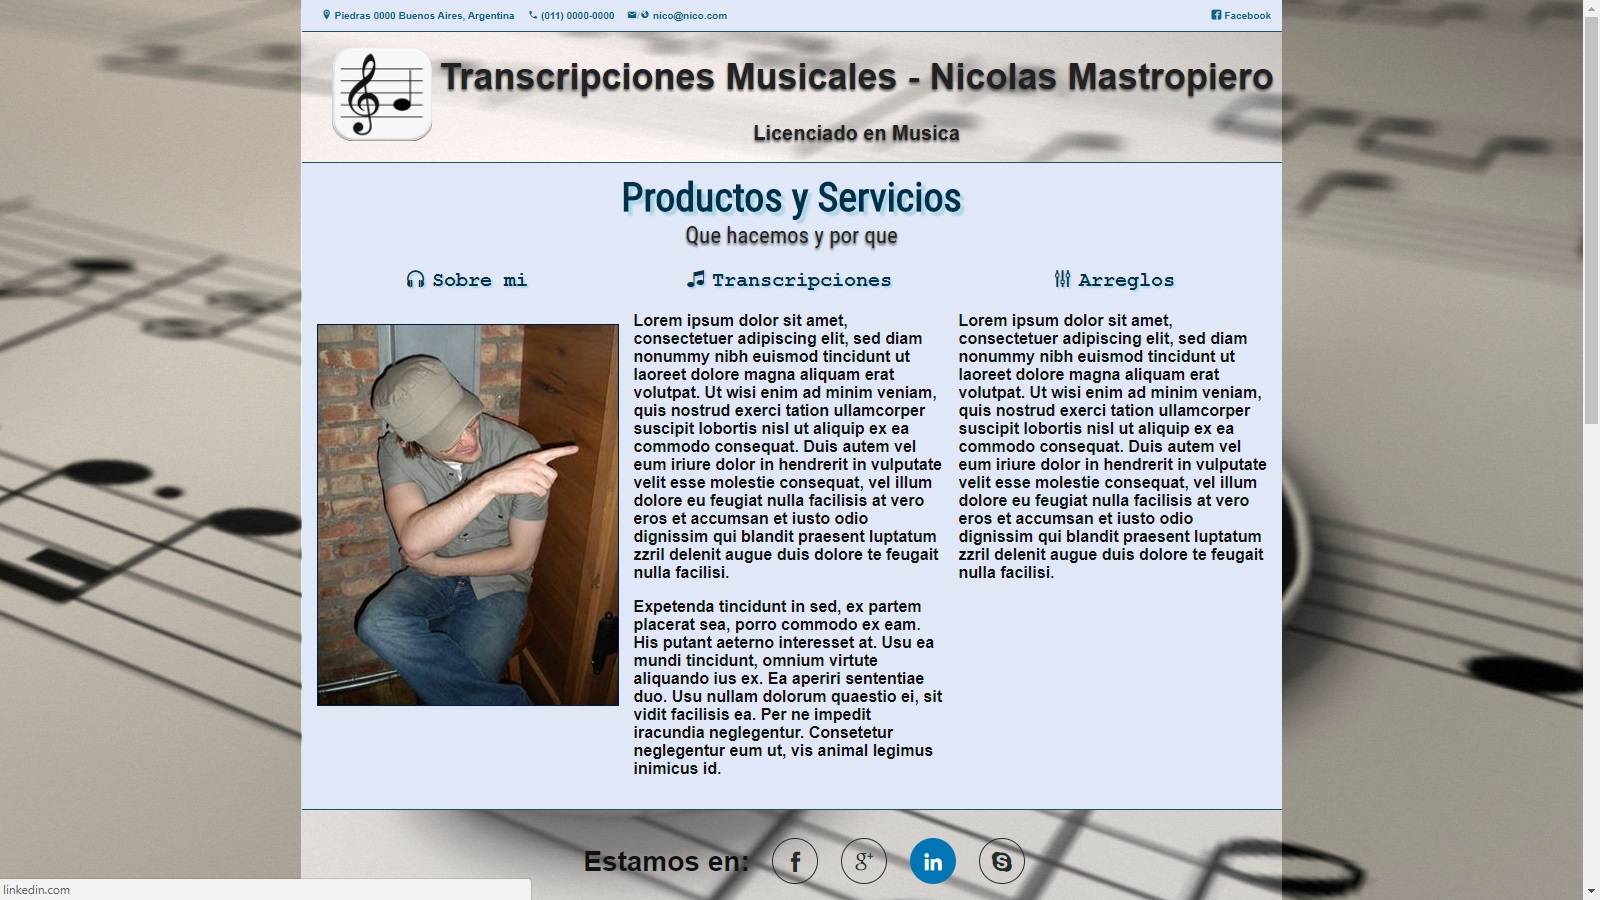 Piedras 0000 Buenos Aires, Argentina (011) 0000-0000 / nico@nico.com Facebook
Transcripciones Musicales - Nicolas Mastropiero
Licenciado en Musica
Productos y Servicios
Que hacemos y por que
Sobre mi
Transcripciones
Lorem ipsum dolor sit amet,
consectetuer adipiscing elit, sed diam
nonummy nibh euismod tincidunt ut
laoreet dolore magna aliquam erat
volutpat. Ut wisi enim ad minim veniam,
quis nostrud exerci tation ullamcorper
suscipit lobortis nisl ut aliquip ex ea
commodo consequat. Duis autem vel
eum iriure dolor in hendrerit in vulputate
velit esse molestie consequat, vel illum
dolore eu feugiat nulla facilisis at vero
eros et accumsan et iusto odio
dignissim qui blandit praesent luptatum
zzril delenit augue duis dolore te feugait
nulla facilisi.
Expetenda tincidunt in sed, ex partem
placerat sea, porro commodo ex eam.
His putant aeterno interesset at. Usu ea
mundi tincidunt, omnium virtute
aliquando ius ex. Ea aperiri sententiae
duo. Usu nullam dolorum quaestio ei, sit
vidit facilisis ea. Per ne impedit
iracundia neglegentur. Consetetur
neglegentur eum ut, vis animal legimus
inimicus id.
Arreglos
Lorem ipsum dolor sit amet,
consectetuer adipiscing elit, sed diam
nonummy nibh euismod tincidunt ut
laoreet dolore magna aliquam erat
volutpat. Ut wisi enim ad minim veniam,
quis nostrud exerci tation ullamcorper
suscipit lobortis nisl ut aliquip ex ea
commodo consequat. Duis autem vel
eum iriure dolor in hendrerit in vulputate
velit esse molestie consequat, vel illum
dolore eu feugiat nulla facilisis at vero
eros et accumsan et iusto odio
dignissim qui blandit praesent luptatum
zzril delenit augue duis dolore te feugait
nulla facilisi.
Estamos en: f g+ in S
linkedin.com